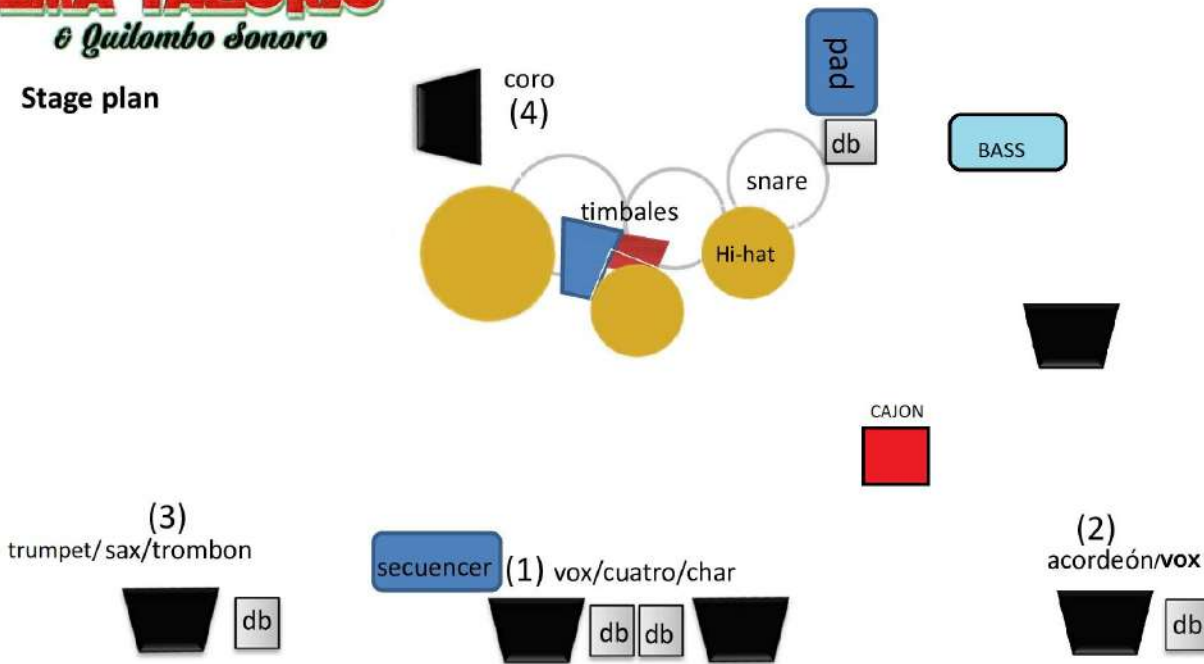 & Quilombo Sonoro
Stage plan
pad
coro
(4)
db
BASS
snare
timbales
Hi-hat
CAJON
(3)
trumpet/sax/trombon
secuencer
(1) vox/cuatro/char
(2)
acordeón/vox
db
db db
db